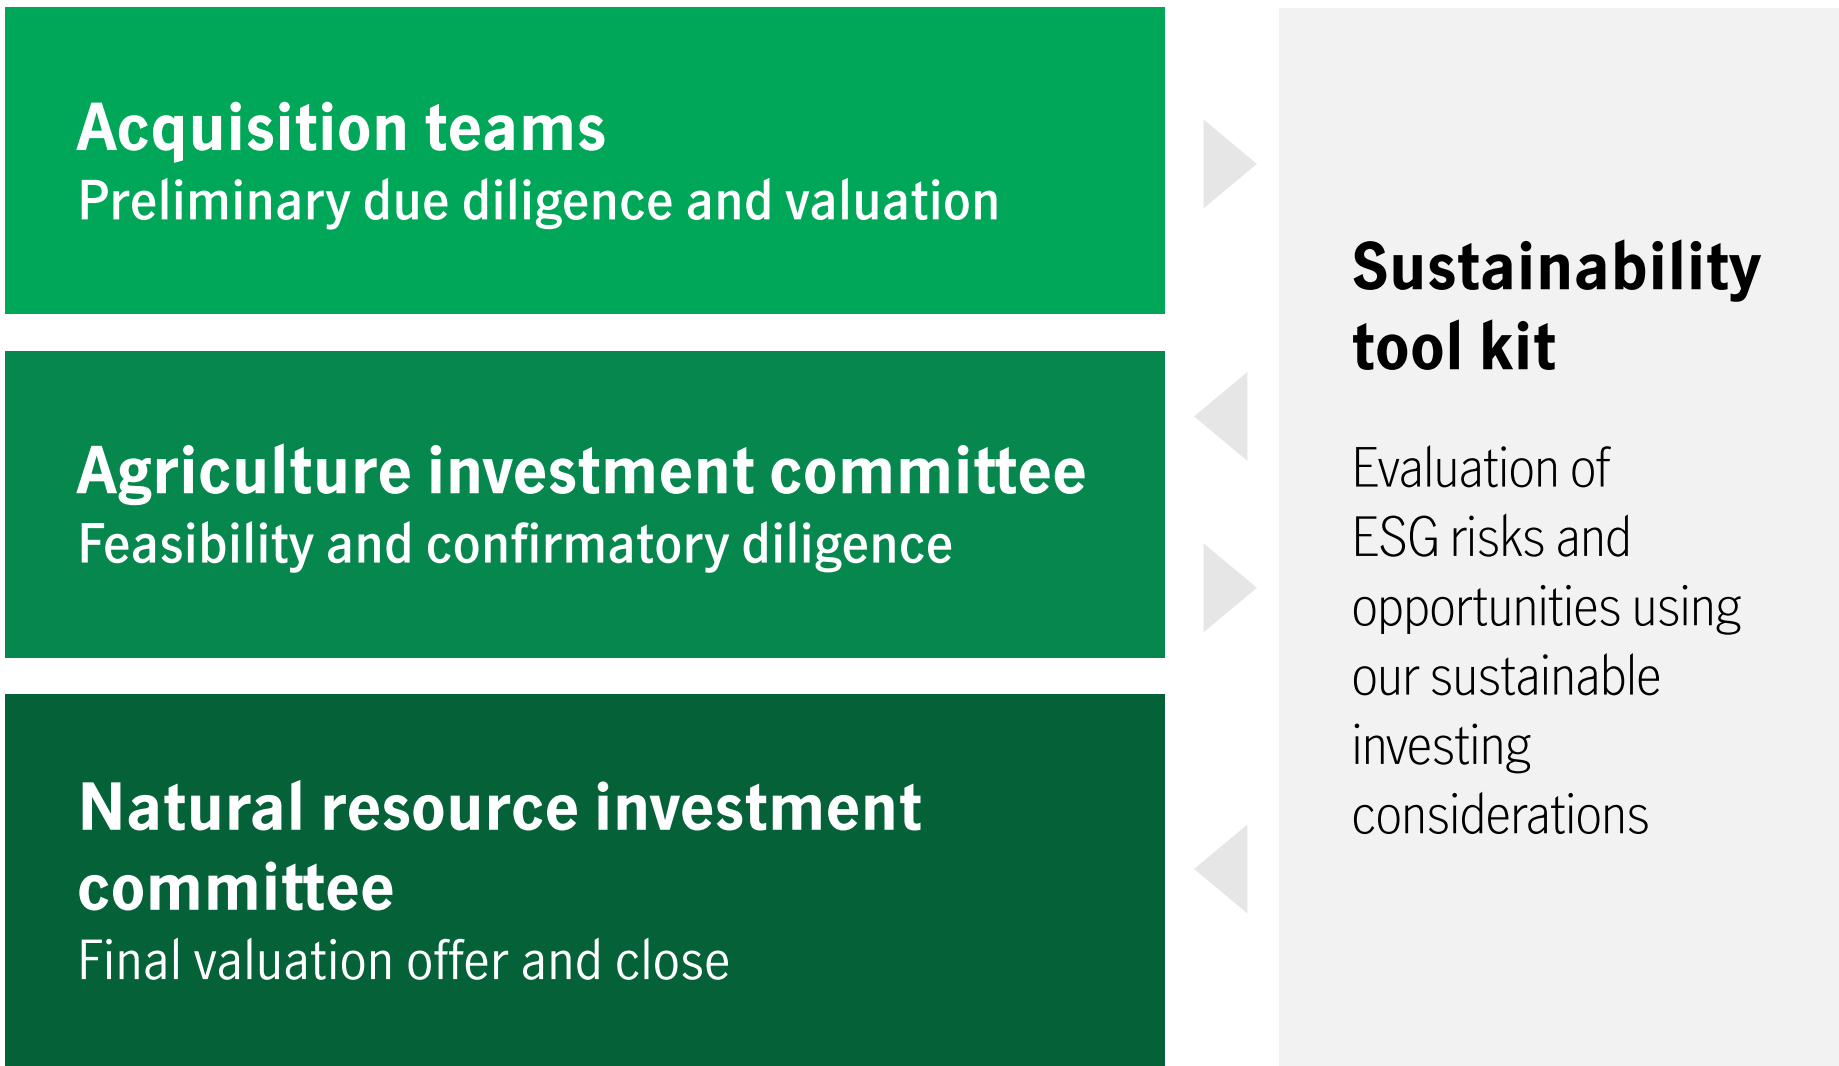 Acquisition teams
Preliminary due diligence and valuation
Agriculture investment committee
Feasibility and confirmatory diligence
Natural resource investment
committee
Final valuation offer and close
Sustainability
tool kit
Evaluation of
ESG risks and
opportunities using
our sustainable
investing
considerations